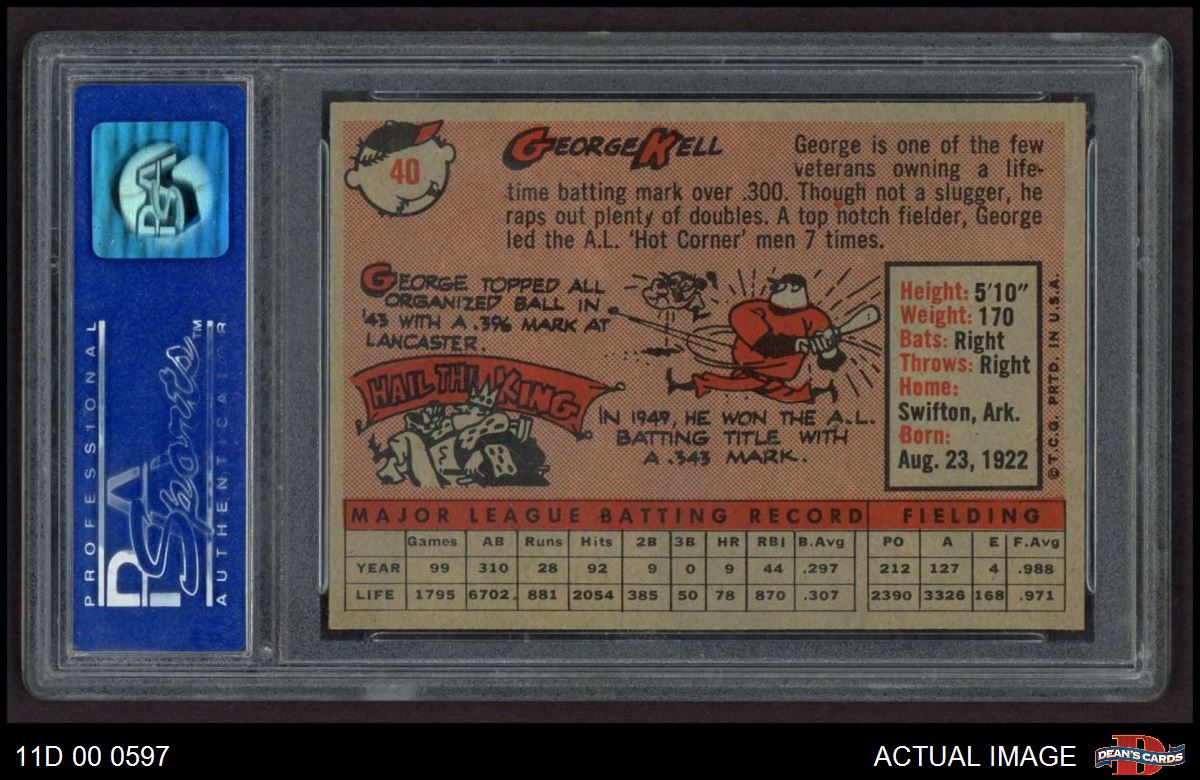 PSA
PROFESSIONAL
PSA Sports™
AUTHENTICATOR
40
GEORGE KELL
George is one of the few
veterans owning a life-
time batting mark over .300. Though not a slugger, he
raps out plenty of doubles. A top notch fielder, George
led the A.L. 'Hot Corner' men 7 times.
GEORGE TOPPED ALL
ORGANIZED BALL IN
'43 WITH A .396 MARK AT
LANCASTER.
HAIL THE KING
IN 1949, HE WON THE A.L.
BATTING TITLE WITH
A .343 MARK.
Height: 5'10"
Weight: 170
Bats: Right
Throws: Right
Home:
Swifton, Ark.
Born:
Aug. 23, 1922
© T.C.G. PRTD. IN U.S.A.
MAJOR LEAGUE BATTING RECORD FIELDING
Games AB Runs Hits 2B 3B HR RBI B.Avg PO A E F.Avg
YEAR 99 310 28 92 9 0 9 44 .297 212 127 4 .988
LIFE 1795 6702 881 2054 385 50 78 870 .307 2390 3326 168 .971
11D 00 0597
ACTUAL IMAGE
D
DEAN'S CARDS